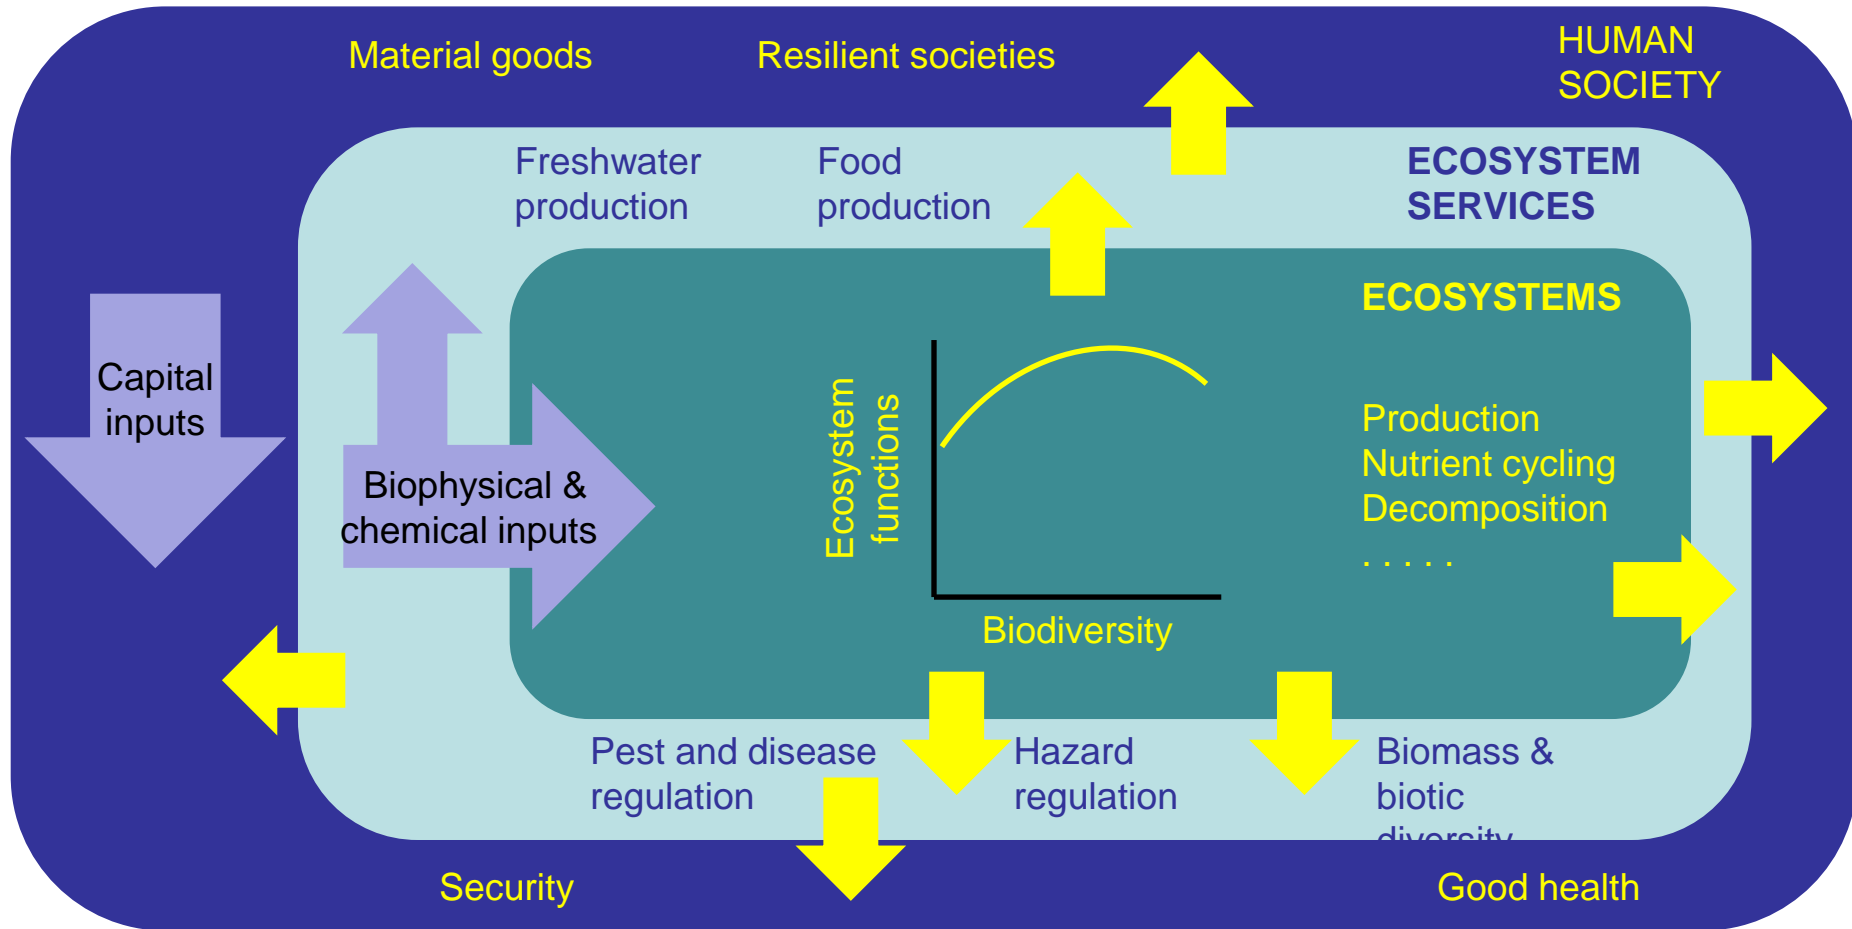 Material goods
Resilient societies
HUMAN
SOCIETY
Freshwater
production
Food
production
ECOSYSTEM
SERVICES
ECOSYSTEMS
Capital
inputs
Biophysical &
chemical inputs
Ecosystem
functions
Biodiversity
Production
Nutrient cycling
Decomposition
. . . . .
Pest and disease
regulation
Hazard
regulation
Biomass &
biotic
diversity
Security
Good health